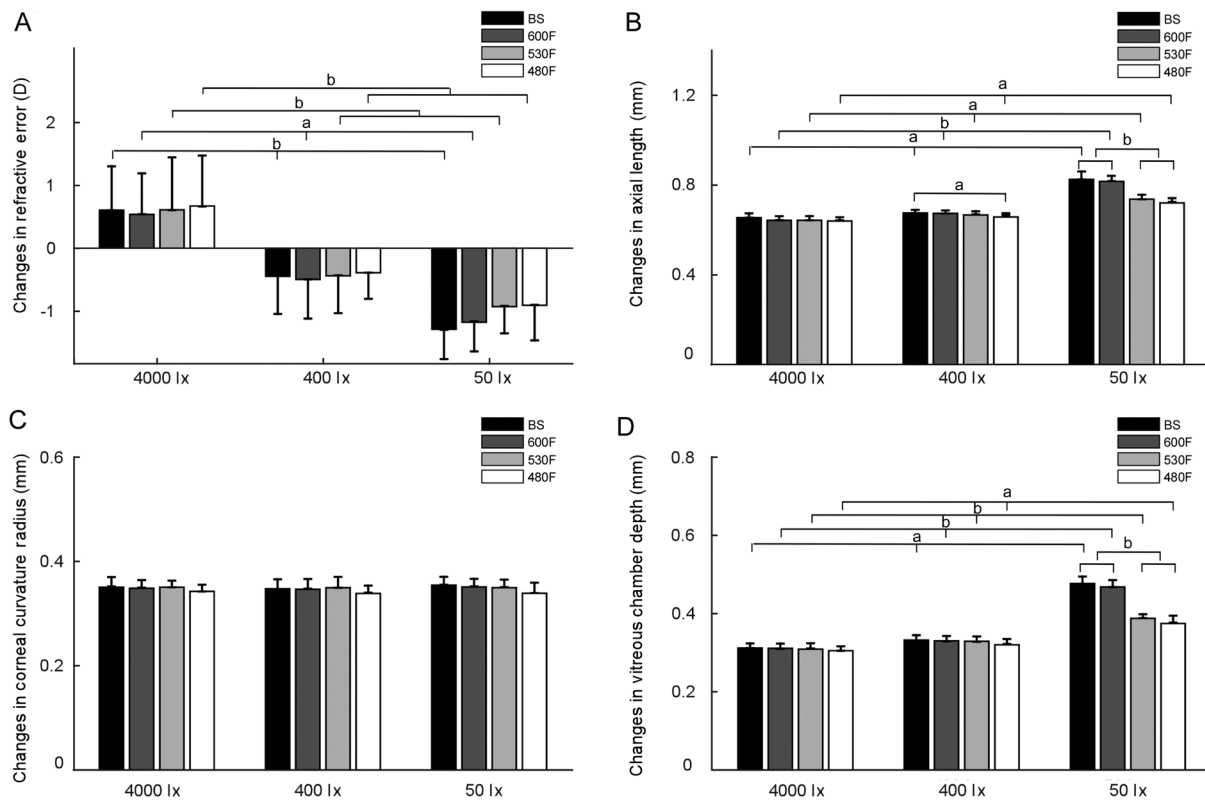 A
BS
600F
530F
480F
Changes in refractive error (D)
2
1
0
-1
b
b
a
b
4000 lx
400 lx
50 lx
B
BS
600F
530F
480F
Changes in axial length (mm)
1.2
0.8
0.4
0
a
a
b
a
b
a
4000 lx
400 lx
50 lx
C
BS
600F
530F
480F
Changes in corneal curvature radius (mm)
0.6
0.4
0.2
0
4000 lx
400 lx
50 lx
D
BS
600F
530F
480F
Changes in vitreous chamber depth (mm)
0.8
0.6
0.4
0.2
0
a
b
b
a
b
4000 lx
400 lx
50 lx